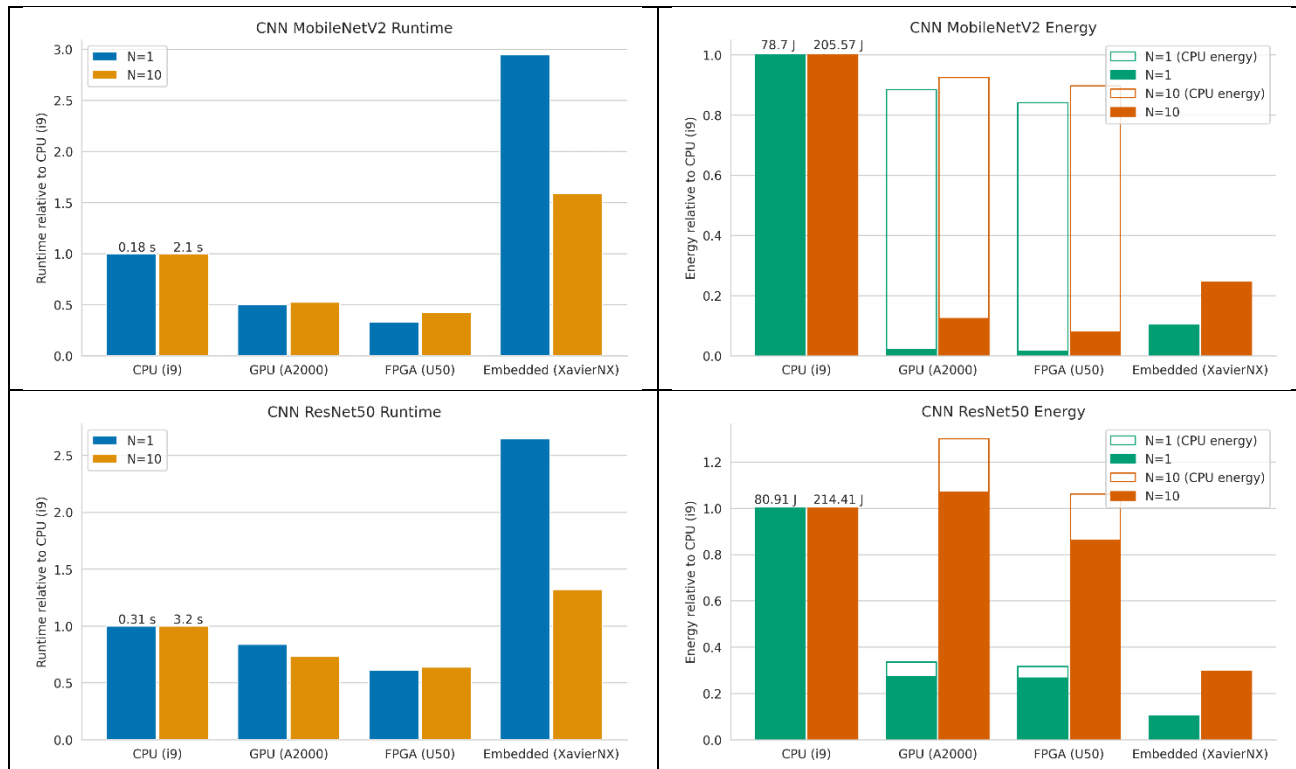 CNN MobileNetV2 Runtime
N=1
N=10
Runtime relative to CPU (i9)
3.0
2.5
2.0
1.5
1.0
0.5
0.0
0.18 s
2.1 s
CPU (i9)
GPU (A2000)
FPGA (U50)
Embedded (XavierNX)
CNN MobileNetV2 Energy
N=1 (CPU energy)
N=1
N=10 (CPU energy)
N=10
Energy relative to CPU (i9)
1.0
0.8
0.6
0.4
0.2
0.0
78.7 J
205.57 J
CPU (i9)
GPU (A2000)
FPGA (U50)
Embedded (XavierNX)
CNN ResNet50 Runtime
N=1
N=10
Runtime relative to CPU (i9)
2.5
2.0
1.5
1.0
0.5
0.0
0.31 s
3.2 s
CPU (i9)
GPU (A2000)
FPGA (U50)
Embedded (XavierNX)
CNN ResNet50 Energy
N=1 (CPU energy)
N=1
N=10 (CPU energy)
N=10
Energy relative to CPU (i9)
1.2
1.0
0.8
0.6
0.4
0.2
0.0
80.91 J
214.41 J
CPU (i9)
GPU (A2000)
FPGA (U50)
Embedded (XavierNX)